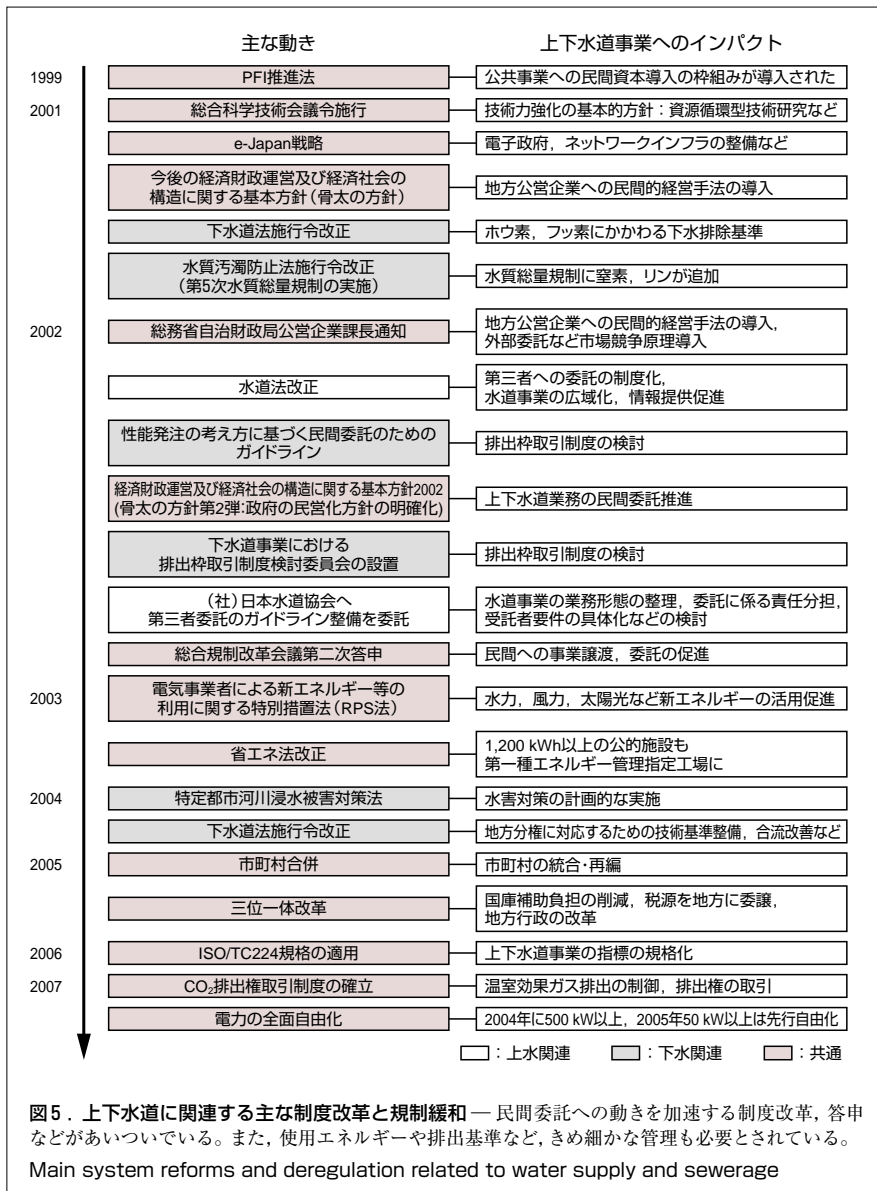 主な動き 上下水道事業へのインパクト
1999 PFI推進法 公共事業への民間資本導入の枠組みが導入された
2001 総合科学技術会議令施行 技術力強化の基本的方針：資源循環型技術研究など
e-Japan戦略 電子政府，ネットワークインフラの整備など
今後の経済財政運営及び経済社会の
構造に関する基本方針（骨太の方針）
地方公営企業への民間的経営手法の導入
下水道法施行令改正 ホウ素，フッ素にかかわる下水排除基準
水質汚濁防止法施行令改正
（第5次水質総量規制の実施）
水質総量規制に窒素，リンが追加
2002 総務省自治財政局公営企業課長通知
地方公営企業への民間的経営手法の導入，
外部委託など市場競争原理導入
水道法改正
第三者への委託の制度化，
水道事業の広域化，情報提供促進
性能発注の考え方に基づく民間委託のための
ガイドライン
排出枠取引制度の検討
経済財政運営及び経済社会の構造に関する基本方針2002
(骨太の方針第2弾：政府の民営化方針の明確化)
上下水道業務の民間委託推進
下水道事業における
排出枠取引制度検討委員会の設置
排出枠取引制度の検討
（社）日本水道協会へ
第三者委託のガイドライン整備を委託
水道事業の業務形態の整理，委託に係る責任分担，
受託者要件の具体化などの検討
総合規制改革会議第二次答申 民間への事業譲渡，委託の促進
2003 電気事業者による新エネルギー等の
利用に関する特別措置法（RPS法）
水力，風力，太陽光など新エネルギーの活用促進
省エネ法改正
1,200 kWh以上の公的施設も
第一種エネルギー管理指定工場に
2004 特定都市河川浸水被害対策法 水害対策の計画的な実施
下水道法施行令改正 地方分権に対応するための技術基準整備，合流改善など
2005 市町村合併 市町村の統合・再編
三位一体改革
国庫補助負担の削減，税源を地方に委譲，
地方行政の改革
2006 ISO/TC224規格の適用 上下水道事業の指標の規格化
2007 CO₂排出権取引制度の確立 温室効果ガス排出の制御，排出権の取引
電力の全面自由化 2004年に500 kW以上，2005年50 kW以上は先行自由化
：上水関連 ：下水関連 ：共通
図5．上下水道に関連する主な制度改革と規制緩和 ― 民間委託への動きを加速する制度改革，答申
などがあいついでいる。また，使用エネルギーや排出基準など，きめ細かな管理も必要とされている。
Main system reforms and deregulation related to water supply and sewerage